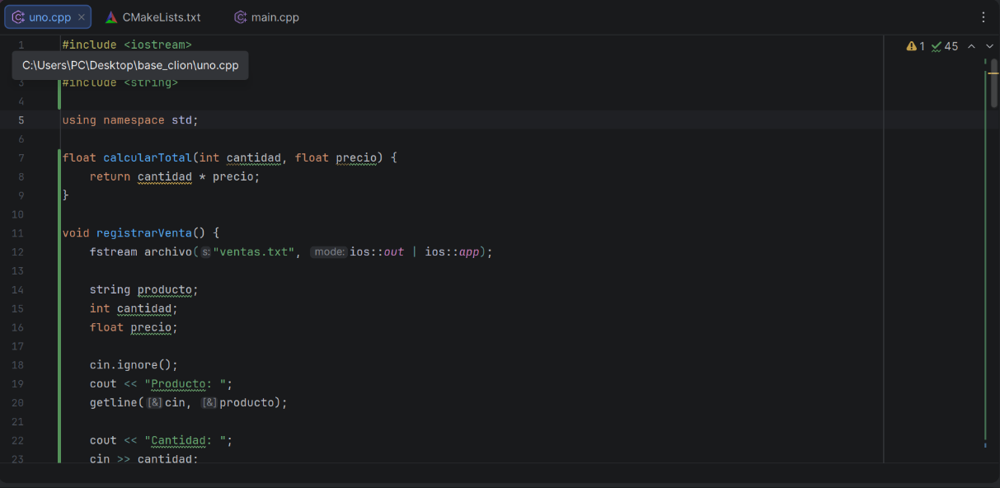 uno.cpp × CMakeLists.txt main.cpp
1 #include <iostream> 1 45
C:\Users\PC\Desktop\base_clion\uno.cpp
3 #include <string>
4
5 using namespace std;
6
7 float calcularTotal(int cantidad, float precio) {
8 return cantidad * precio;
9 }
10
11 void registrarVenta() {
12 fstream archivo(s:"ventas.txt", mode:ios::out | ios::app);
13
14 string producto;
15 int cantidad;
16 float precio;
17
18 cin.ignore();
19 cout << "Producto: ";
20 getline([&]cin, [&]producto);
21
22 cout << "Cantidad: ";
23 cin >> cantidad;